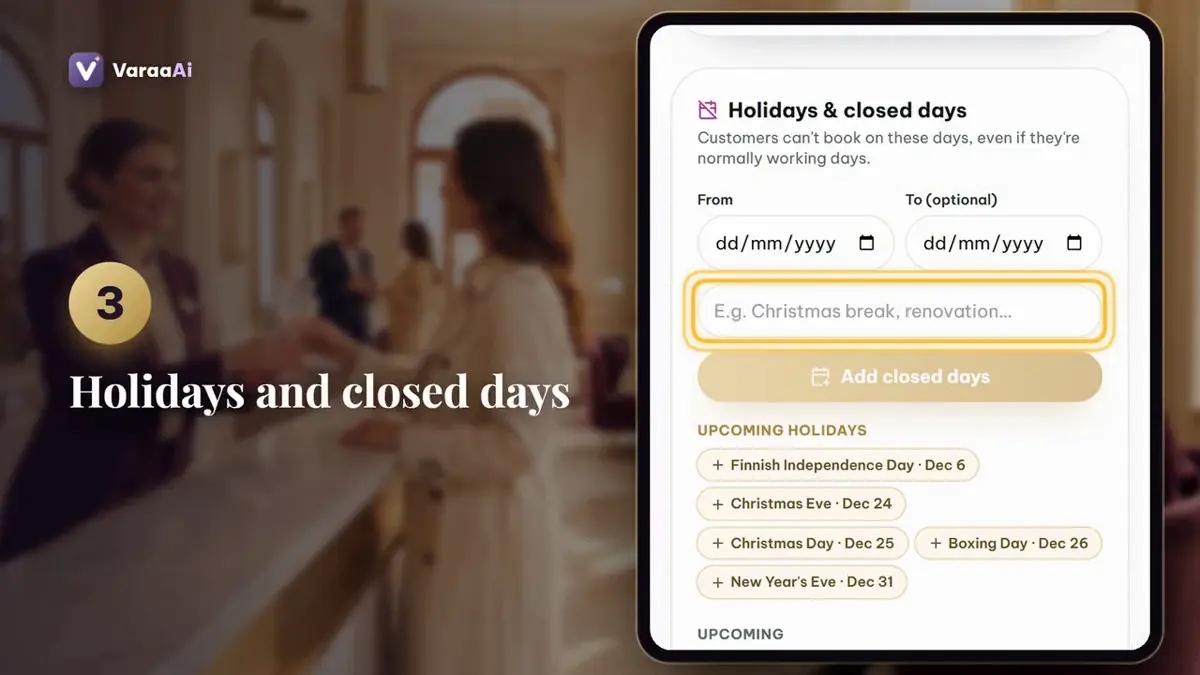 VaraaAi
3
Holidays and closed days
Holidays & closed days
Customers can't book on these days, even if they're
normally working days.
From
To (optional)
dd/mm/yyyy
dd/mm/yyyy
E.g. Christmas break, renovation...
Add closed days
UPCOMING HOLIDAYS
+ Finnish Independence Day · Dec 6
+ Christmas Eve · Dec 24
+ Christmas Day · Dec 25
+ Boxing Day · Dec 26
+ New Year's Eve · Dec 31
UPCOMING